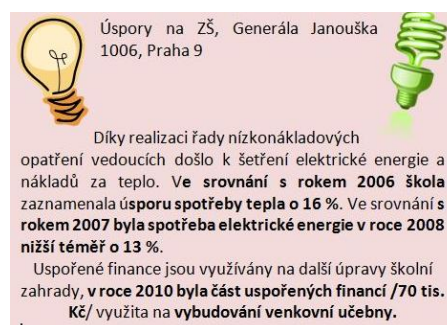 Úspory na ZŠ, Generála Janouška
1006, Praha 9
Díky realizaci řady nízkonákladových
opatření vedoucích došlo k šetření elektrické energie a
nákladů za teplo. Ve srovnání s rokem 2006 škola
zaznamenala úsporu spotřeby tepla o 16 %. Ve srovnání s
rokem 2007 byla spotřeba elektrické energie v roce 2008
nižší téměř o 13 %.
Uspořené finance jsou využívány na další úpravy školní
zahrady, v roce 2010 byla část uspořených financí /70 tis.
Kč/ využita na vybudování venkovní učebny.